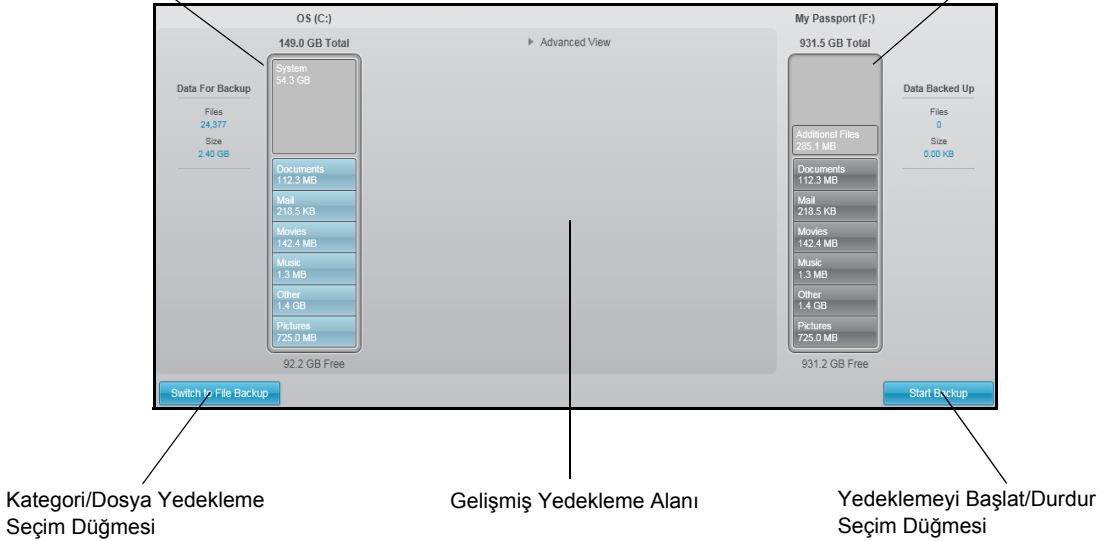 OS (C:)
My Passport (F:)
149.0 GB Total
Advanced View
931.5 GB Total
System
54.3 GB
Data For Backup
Files
24,377
Size
2.40 GB
Documents
112.3 MB
Mail
218.5 KB
Movies
142.4 MB
Music
1.3 MB
Other
1.4 GB
Pictures
725.0 MB
92.2 GB Free
Additional Files
285.1 MB
Documents
112.3 MB
Mail
218.5 KB
Movies
142.4 MB
Music
1.3 MB
Other
1.4 GB
Pictures
725.0 MB
931.2 GB Free
Data Backed Up
Files
0
Size
0.00 KB
Switch to File Backup
Start Backup
Kategori/Dosya Yedekleme
Seçim Düğmesi
Gelişmiş Yedekleme Alanı
Yedeklemeyi Başlat/Durdur
Seçim Düğmesi